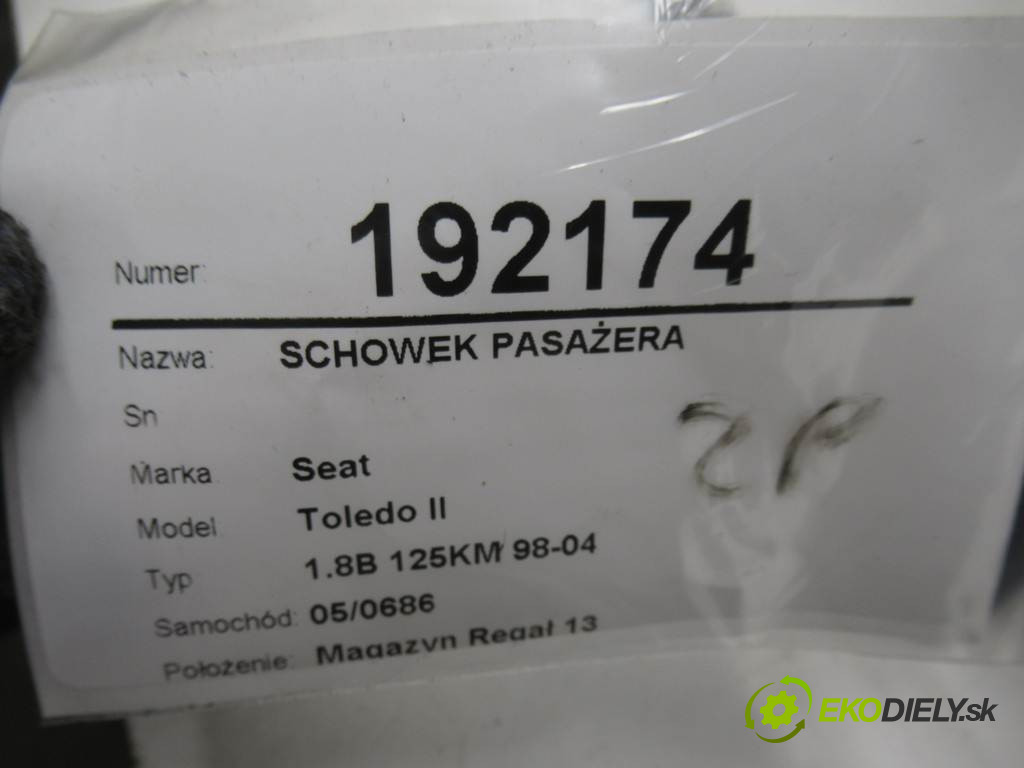 Numer: 192174
Nazwa: SCHOWEK PASAŻERA
Sn
Marka Seat
Model Toledo II
Typ 1.8B 125KM 98-04
Samochód: 05/0686
Położenie: Magazyn Regał 13
EKODIELY.sk